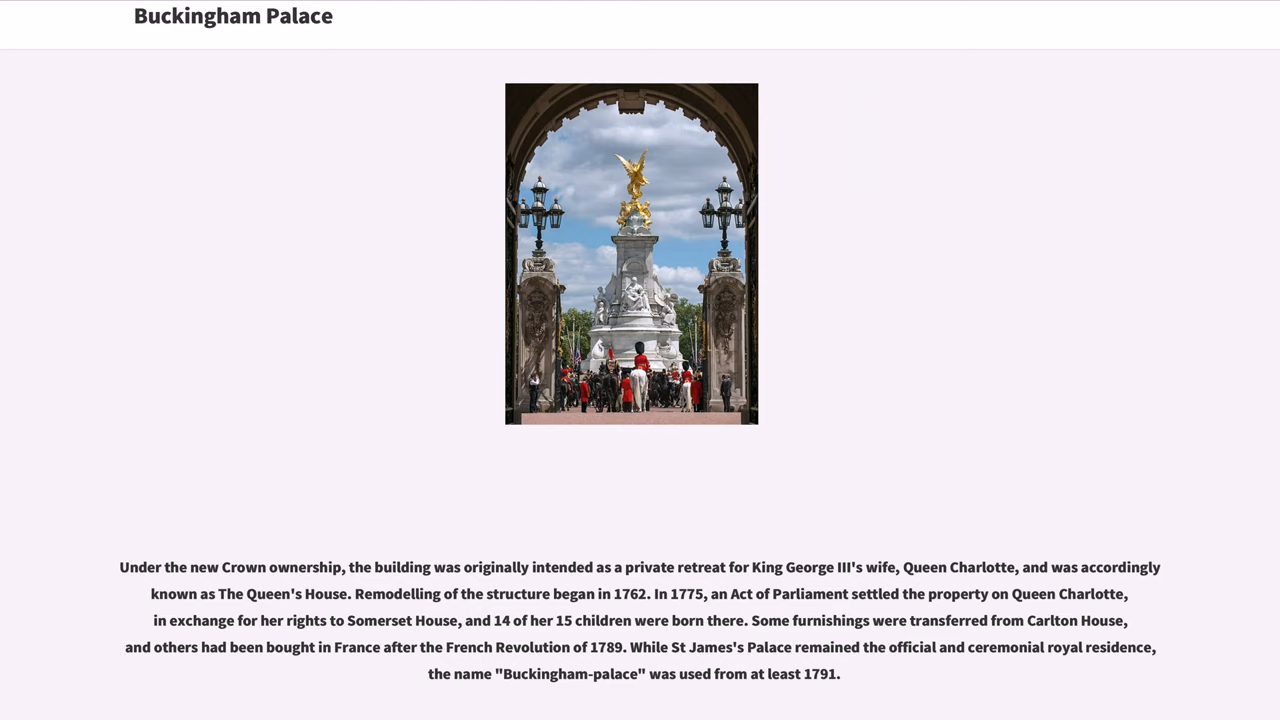 Buckingham Palace
Under the new Crown ownership, the building was originally intended as a private retreat for King George III's wife, Queen Charlotte, and was accordingly
known as The Queen's House. Remodelling of the structure began in 1762. In 1775, an Act of Parliament settled the property on Queen Charlotte,
in exchange for her rights to Somerset House, and 14 of her 15 children were born there. Some furnishings were transferred from Carlton House,
and others had been bought in France after the French Revolution of 1789. While St James's Palace remained the official and ceremonial royal residence,
the name "Buckingham-palace" was used from at least 1791.